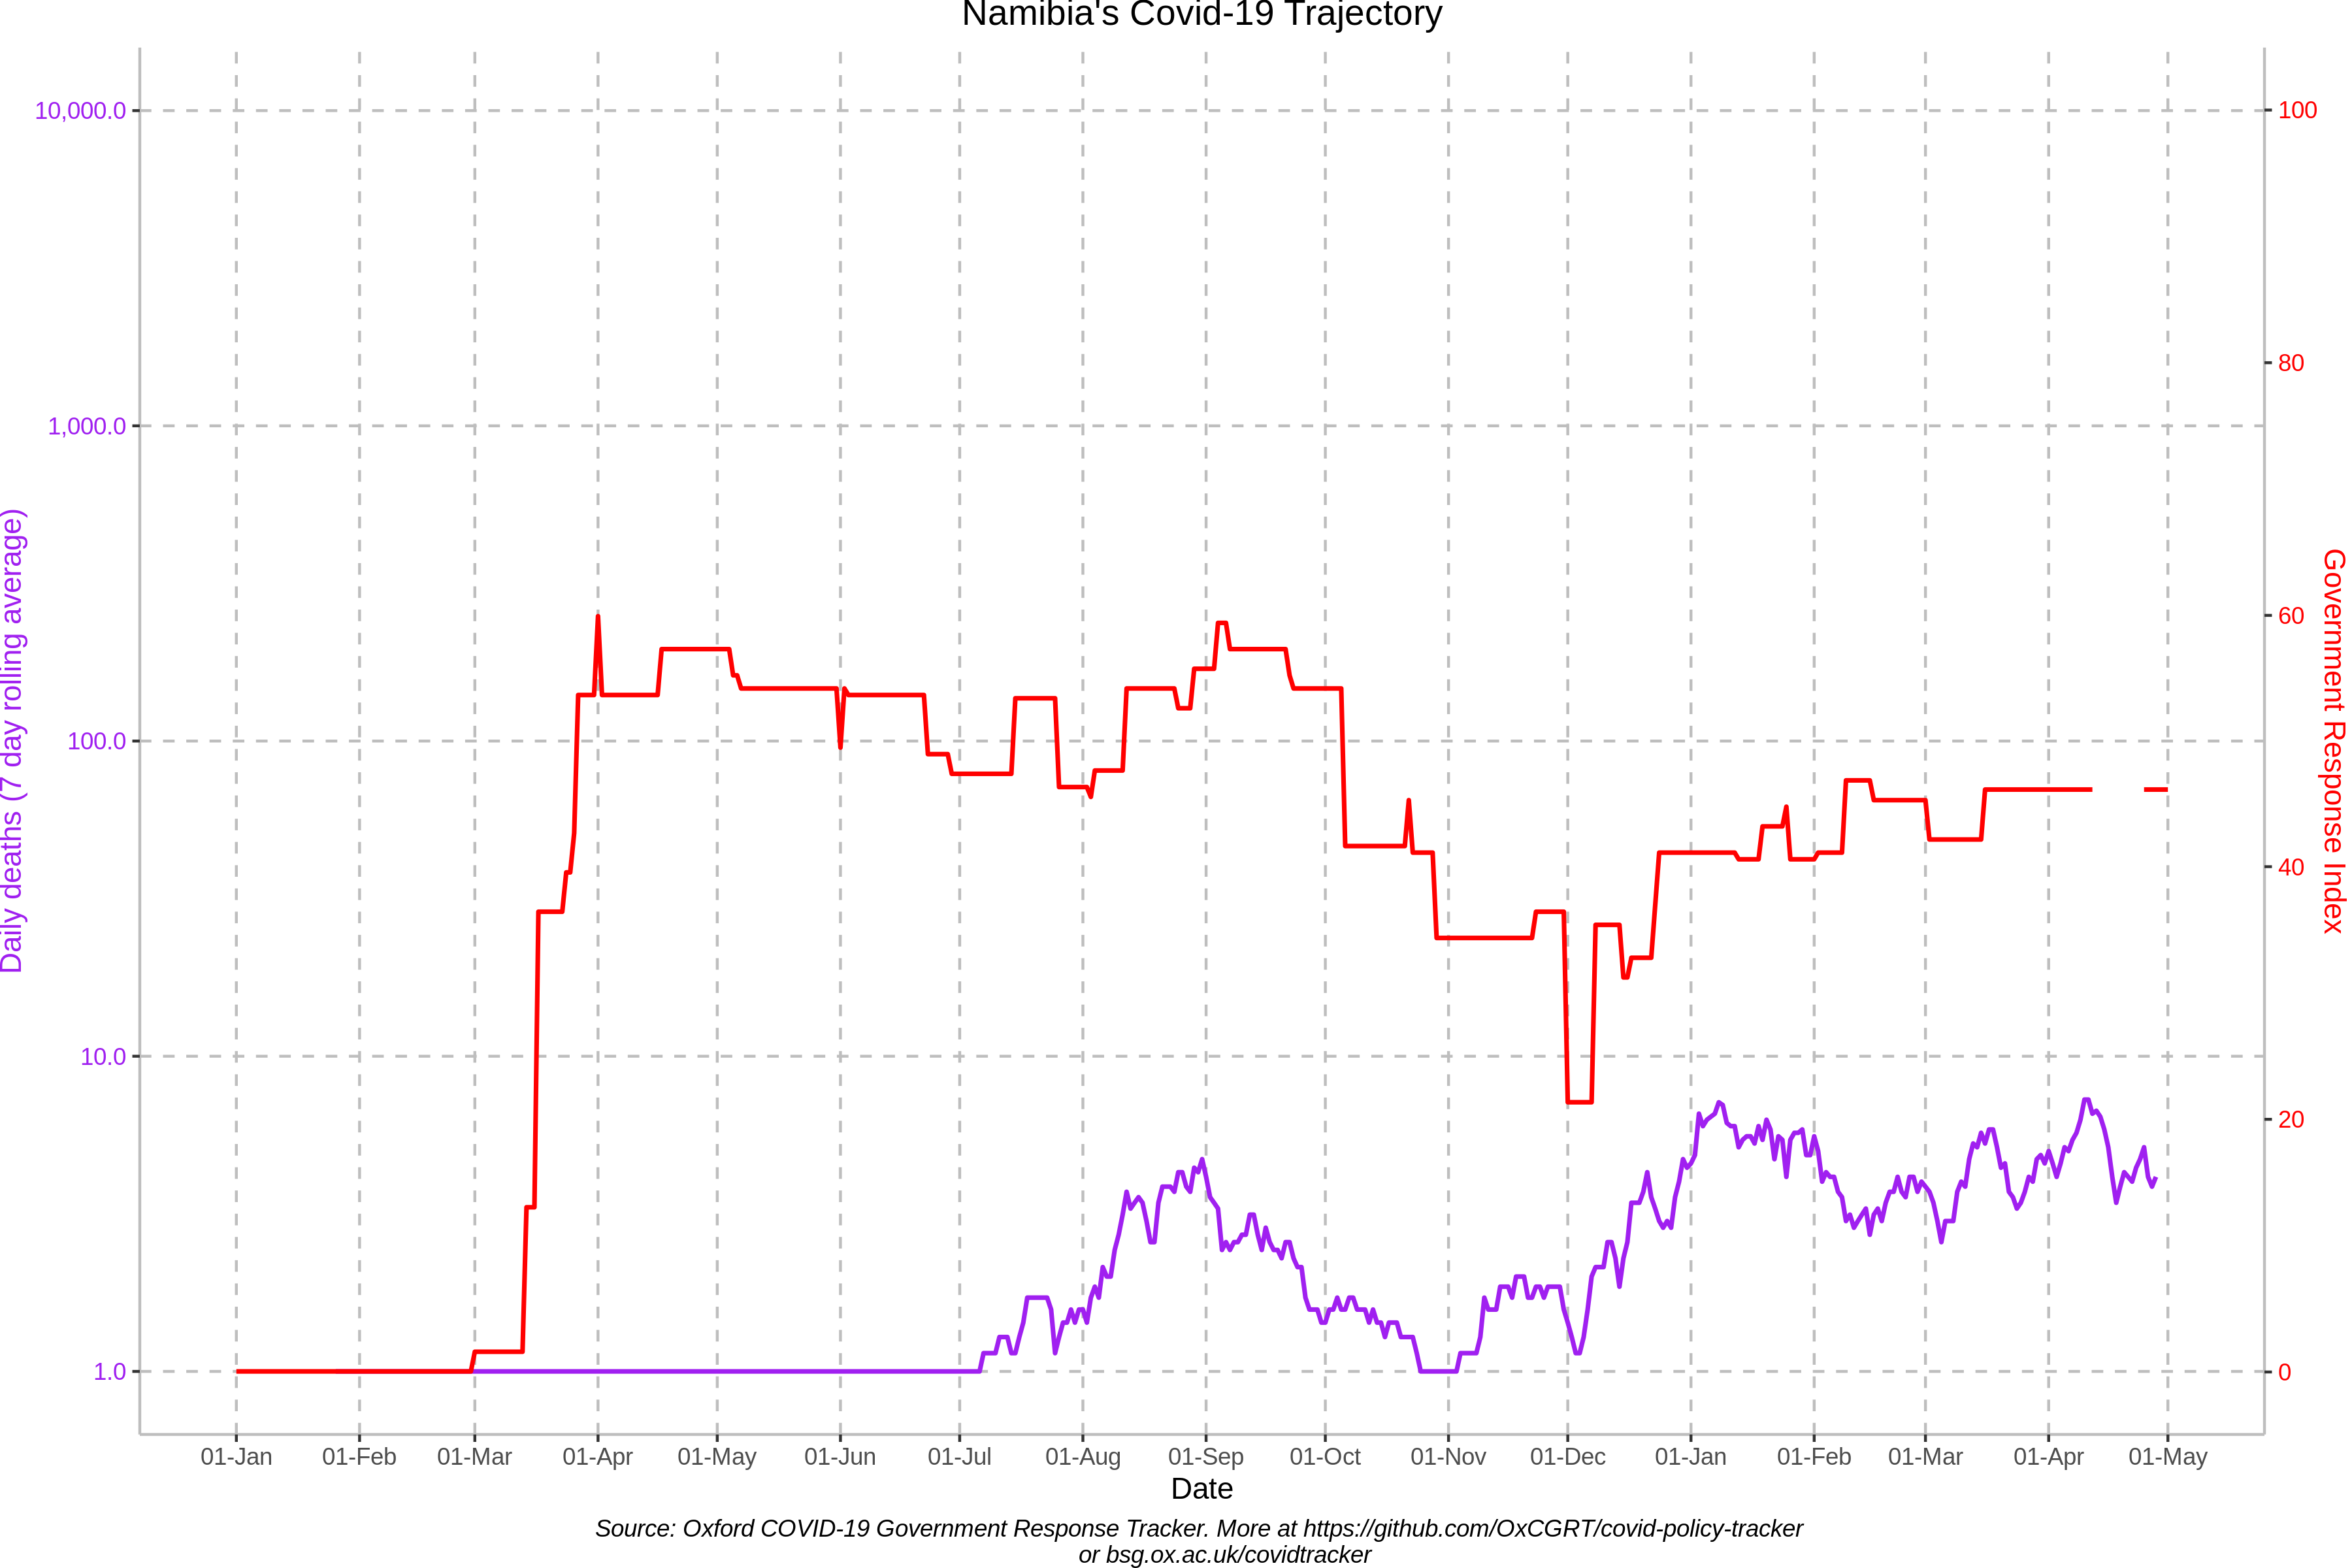 Namibia's Covid-19 Trajectory
Daily deaths (7 day rolling average)
10,000.0
1,000.0
100.0
10.0
1.0
100
80
60
40
20
0
Government Response Index
01-Jan 01-Feb 01-Mar 01-Apr 01-May 01-Jun 01-Jul 01-Aug 01-Sep 01-Oct 01-Nov 01-Dec 01-Jan 01-Feb 01-Mar 01-Apr 01-May
Date
Source: Oxford COVID-19 Government Response Tracker. More at https://github.com/OxCGRT/covid-policy-tracker
or bsg.ox.ac.uk/covidtracker